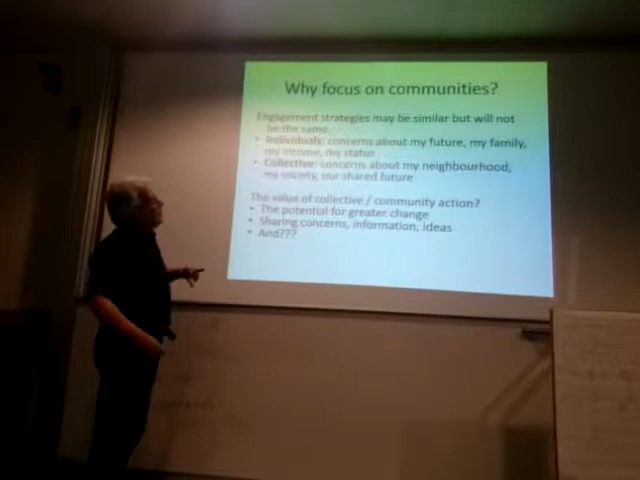 Why focus on communities?
Engagement strategies may be similar but will not
be the same.
• Individuals: concerns about my future, my family,
my income, my status
• Collective: concerns about my neighbourhood,
my society, our shared future
The value of collective / community action?
• The potential for greater change
• Sharing concerns, information, ideas
• And???